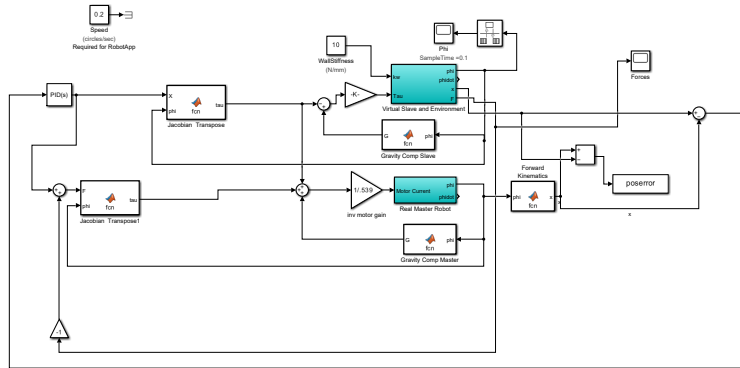 0.2
Speed
(circles/sec)
Required for RobotApp
10
WallStiffness
(N/mm)
Phi
SampleTime =0.1
Forces
PID(s)
X
phi
fcn
tau
Jacobian Transpose
-K-
kw
Tau
phi
phidot
x
F
Virtual Slave and Environment
G
fcn
phi
Gravity Comp Slave
F
phi
fcn
tau
Jacobian Transpose1
1/.539
inv motor gain
Motor Current
phi
phidot
Real Master Robot
Forward
Kinematics
phi
fcn
x
x
poserror
x
G
fcn
phi
Gravity Comp Master
-1